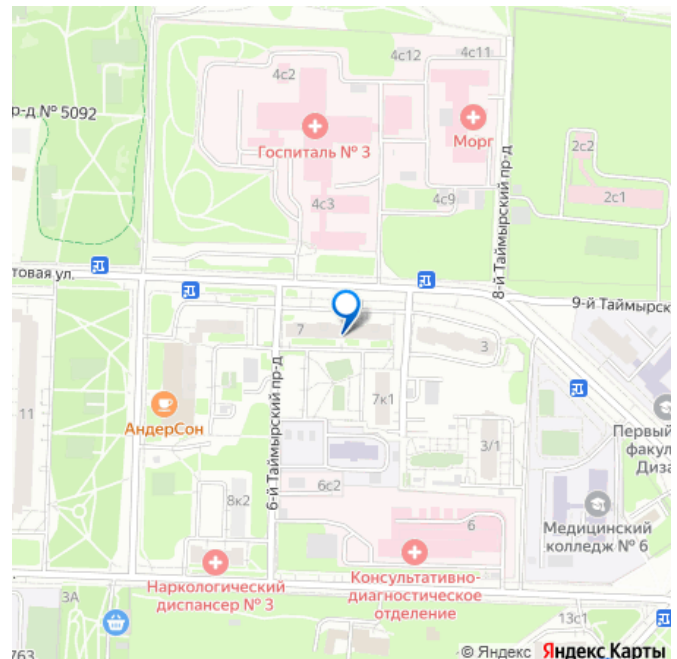 4с12
4с11
4с2
р-д № 5092
Госпиталь № 3
Морг
2с2
2с1
4с3
4с9
8-й Таймырский пр-д
товая ул.
9-й Таймырск
7
3
6-й Таймырский пр-д
7к1
11
АндерСон
3/1
Первый
факул
Диза
6с2
8к2
6
Медицинский
колледж № 6
Наркологический
диспансер № 3
Консультативно-
диагностическое
отделение
3А
13с1
763
© Яндекс Яндекс Карты